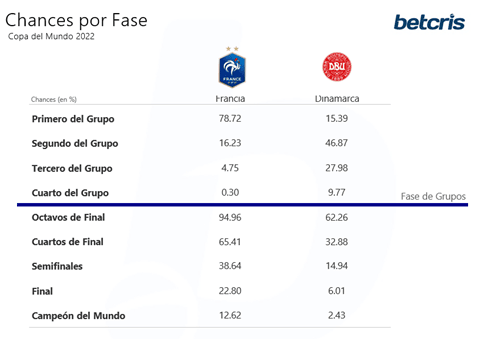 Chances por Fase
betcris
Copa del Mundo 2022
FRANCE
DBU
Chances (en %) Francia Dinamarca
Primero del Grupo 78.72 15.39
Segundo del Grupo 16.23 46.87
Tercero del Grupo 4.75 27.98
Cuarto del Grupo 0.30 9.77
Fase de Grupos
Octavos de Final 94.96 62.26
Cuartos de Final 65.41 32.88
Semifinales 38.64 14.94
Final 22.80 6.01
Campeón del Mundo 12.62 2.43